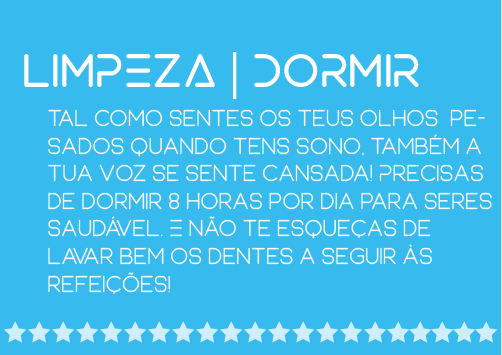 LIMPEZA | DORMIR
TAL COMO SENTES OS TEUS OLHOS PE-
SADOS QUANDO TENS SONO, TAMBÉM A
TUA VOZ SE SENTE CANSADA! PRECISAS
DE DORMIR 8 HORAS POR DIA PARA SERES
SAUDÁVEL. E NÃO TE ESQUEÇAS DE
LAVAR BEM OS DENTES A SEGUIR ÀS
REFEIÇÕES!